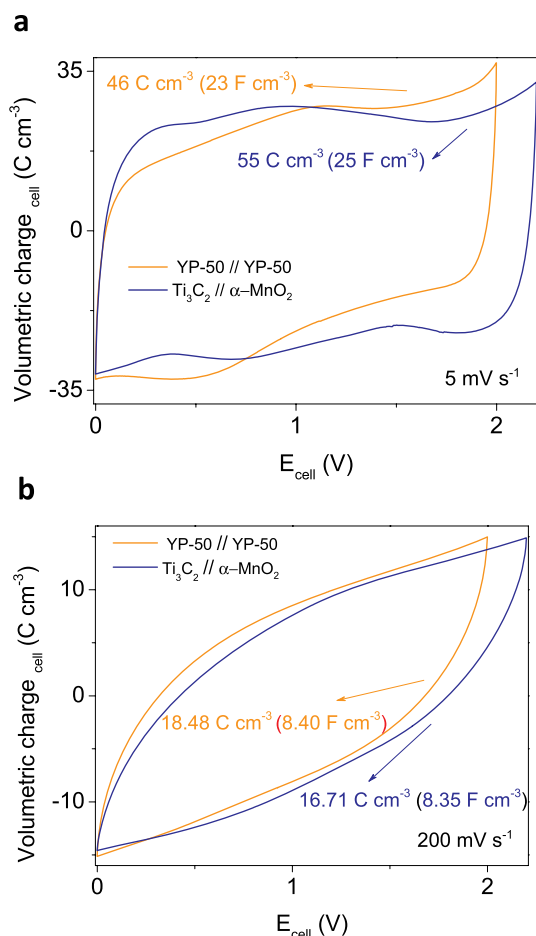 a
35
46 C cm⁻³ (23 F cm⁻³)
55 C cm⁻³ (25 F cm⁻³)
Volumetric charge cell (C cm⁻³)
0
YP-50 // YP-50
Ti₃C₂ // α–MnO₂
-35
5 mV s⁻¹
0 1 2
E_cell (V)
b
YP-50 // YP-50
Ti₃C₂ // α–MnO₂
10
Volumetric charge cell (C cm⁻³)
0
18.48 C cm⁻³ (8.40 F cm⁻³)
-10
16.71 C cm⁻³ (8.35 F cm⁻³)
200 mV s⁻¹
0 1 2
E_cell (V)